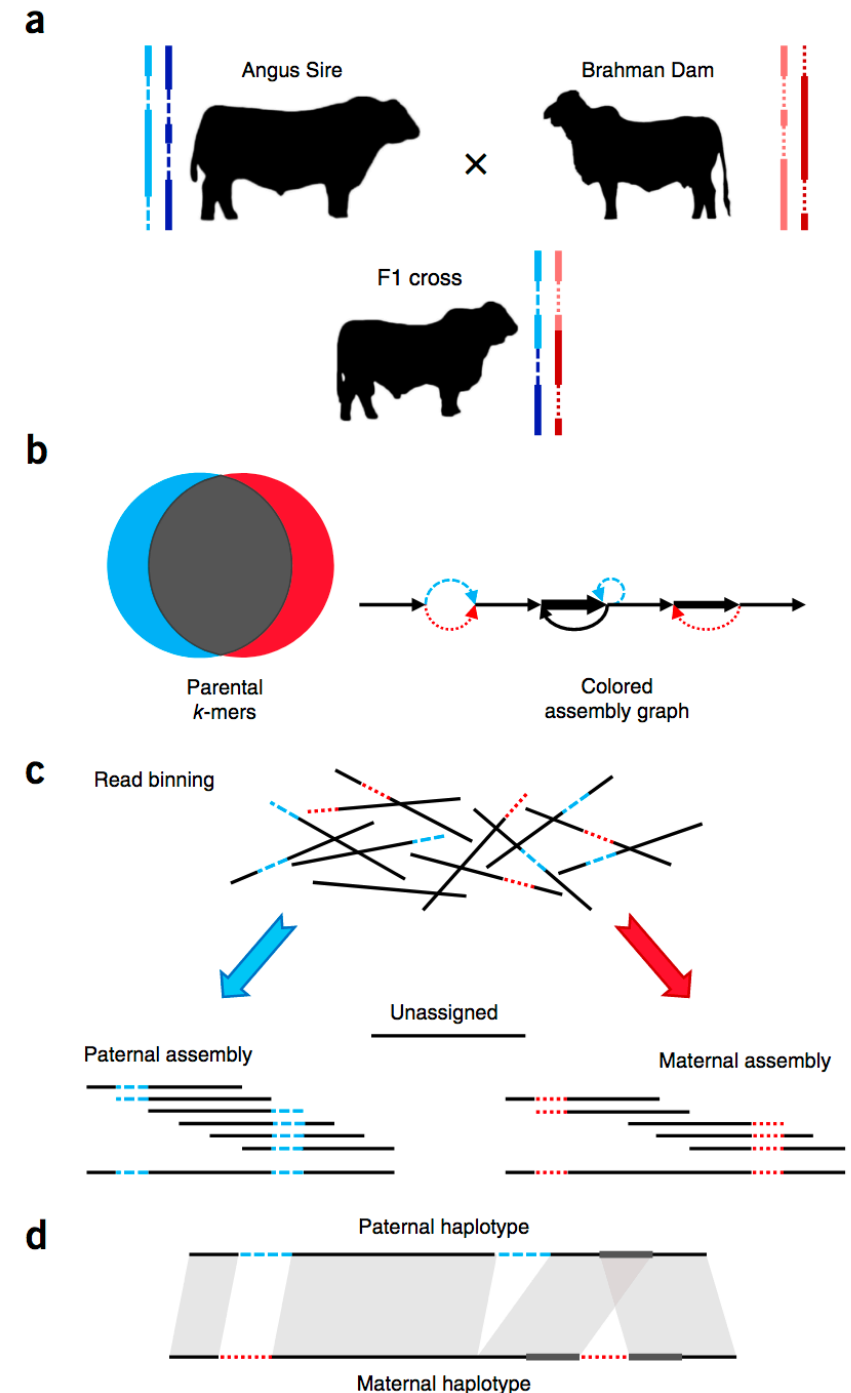 a
Angus Sire
Brahman Dam
×
F1 cross
b
Parental
k-mers
Colored
assembly graph
c
Read binning
Unassigned
Paternal assembly
Maternal assembly
d
Paternal haplotype
Maternal haplotype